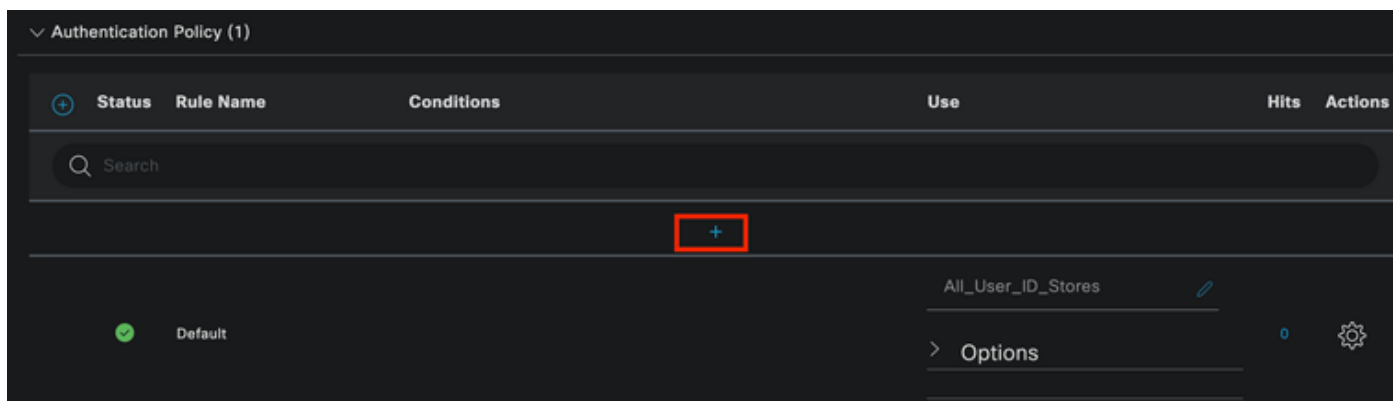 Authentication Policy (1)
Status Rule Name Conditions Use Hits Actions
Search
+
All_User_ID_Stores
Default 0
Options